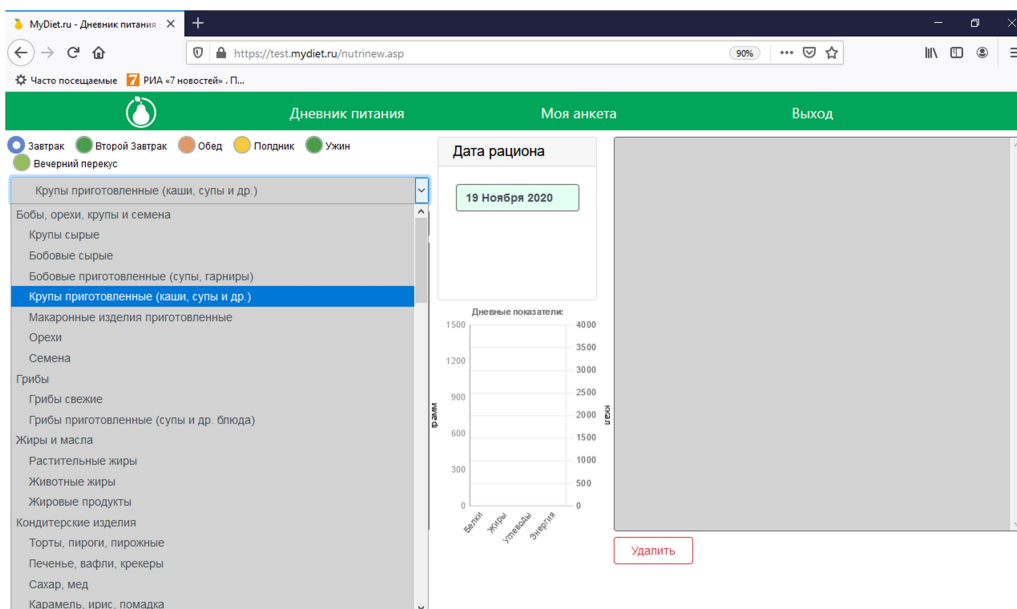 MyDiet.ru - Дневник питания
https://test.mydiet.ru/nutrinew.asp
90%
Часто посещаемые
РИА «7 новостей» . П...
Дневник питания
Моя анкета
Выход
Завтрак
Второй Завтрак
Обед
Полдник
Ужин
Вечерний перекус
Крупы приготовленные (каши, супы и др.)
Бобы, орехи, крупы и семена
Крупы сырые
Бобовые сырые
Бобовые приготовленные (супы, гарниры)
Крупы приготовленные (каши, супы и др.)
Макаронные изделия приготовленные
Орехи
Семена
Грибы
Грибы свежие
Грибы приготовленные (супы и др. блюда)
Жиры и масла
Растительные жиры
Животные жиры
Жировые продукты
Кондитерские изделия
Торты, пироги, пирожные
Печенье, вафли, крекеры
Сахар, мед
Карамель, ирис, помадка
Дата рациона
19 Ноября 2020
Дневные показатели:
1500
1200
900
600
300
0
грамм
4000
3500
3000
2500
2000
1500
1000
500
0
ккал
Белки
Жиры
Углеводы
Энергия
Удалить